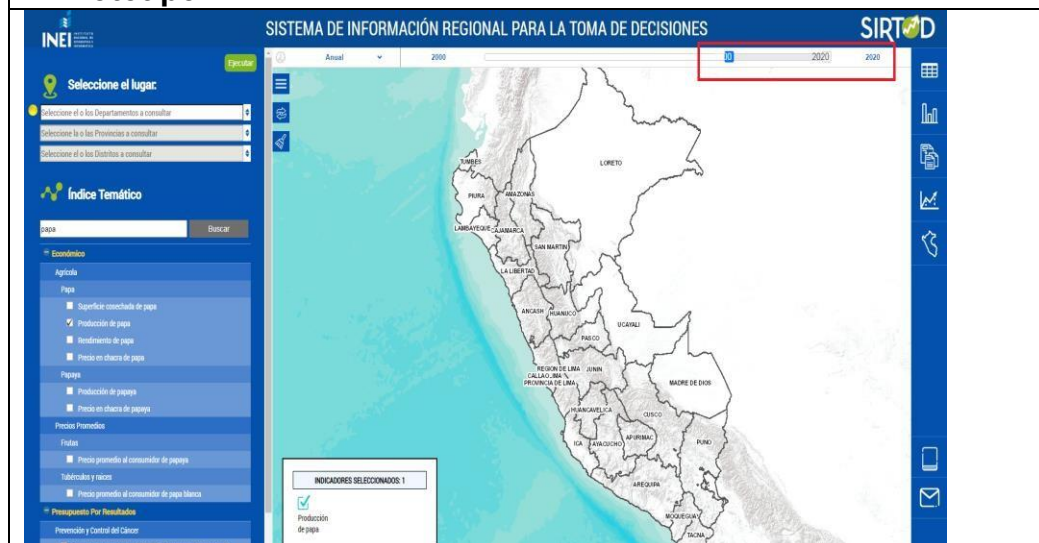 INEI
SISTEMA DE INFORMACIÓN REGIONAL PARA LA TOMA DE DECISIONES
SIRTOD
Ejecutar
Anual
2000
2020
2020
Seleccione el lugar:
Seleccione el o los Departamentos a consultar
Seleccione la o las Provincias a consultar
Seleccione el o los Distritos a consultar
Índice Temático
papa
Buscar
Económico
Agrícola
Papa
Superficie cosechada de papa
Producción de papa
Rendimiento de papa
Precio en chacra de papa
Papaya
Producción de papaya
Precio en chacra de papaya
Precios Promedios
Frutas
Precio promedio al consumidor de papaya
Tubérculos y raíces
Precio promedio al consumidor de papa blanca
Presupuesto Por Resultados
Prevención y Control del Cáncer
TUMBES
LORETO
PIURA
AMAZONAS
LAMBAYEQUE
CAJAMARCA
SAN MARTIN
LA LIBERTAD
ANCASH
HUANUCO
UCAYALI
PASCO
REGION DE LIMA
JUNIN
CALLAO
LIMA
PROVINCIA DE LIMA
MADRE DE DIOS
HUANCAVELICA
CUSCO
ICA
AYACUCHO
APURIMAC
PUNO
AREQUIPA
MOQUEGUA
TACNA
INDICADORES SELECCIONADOS: 1
Producción
de papa